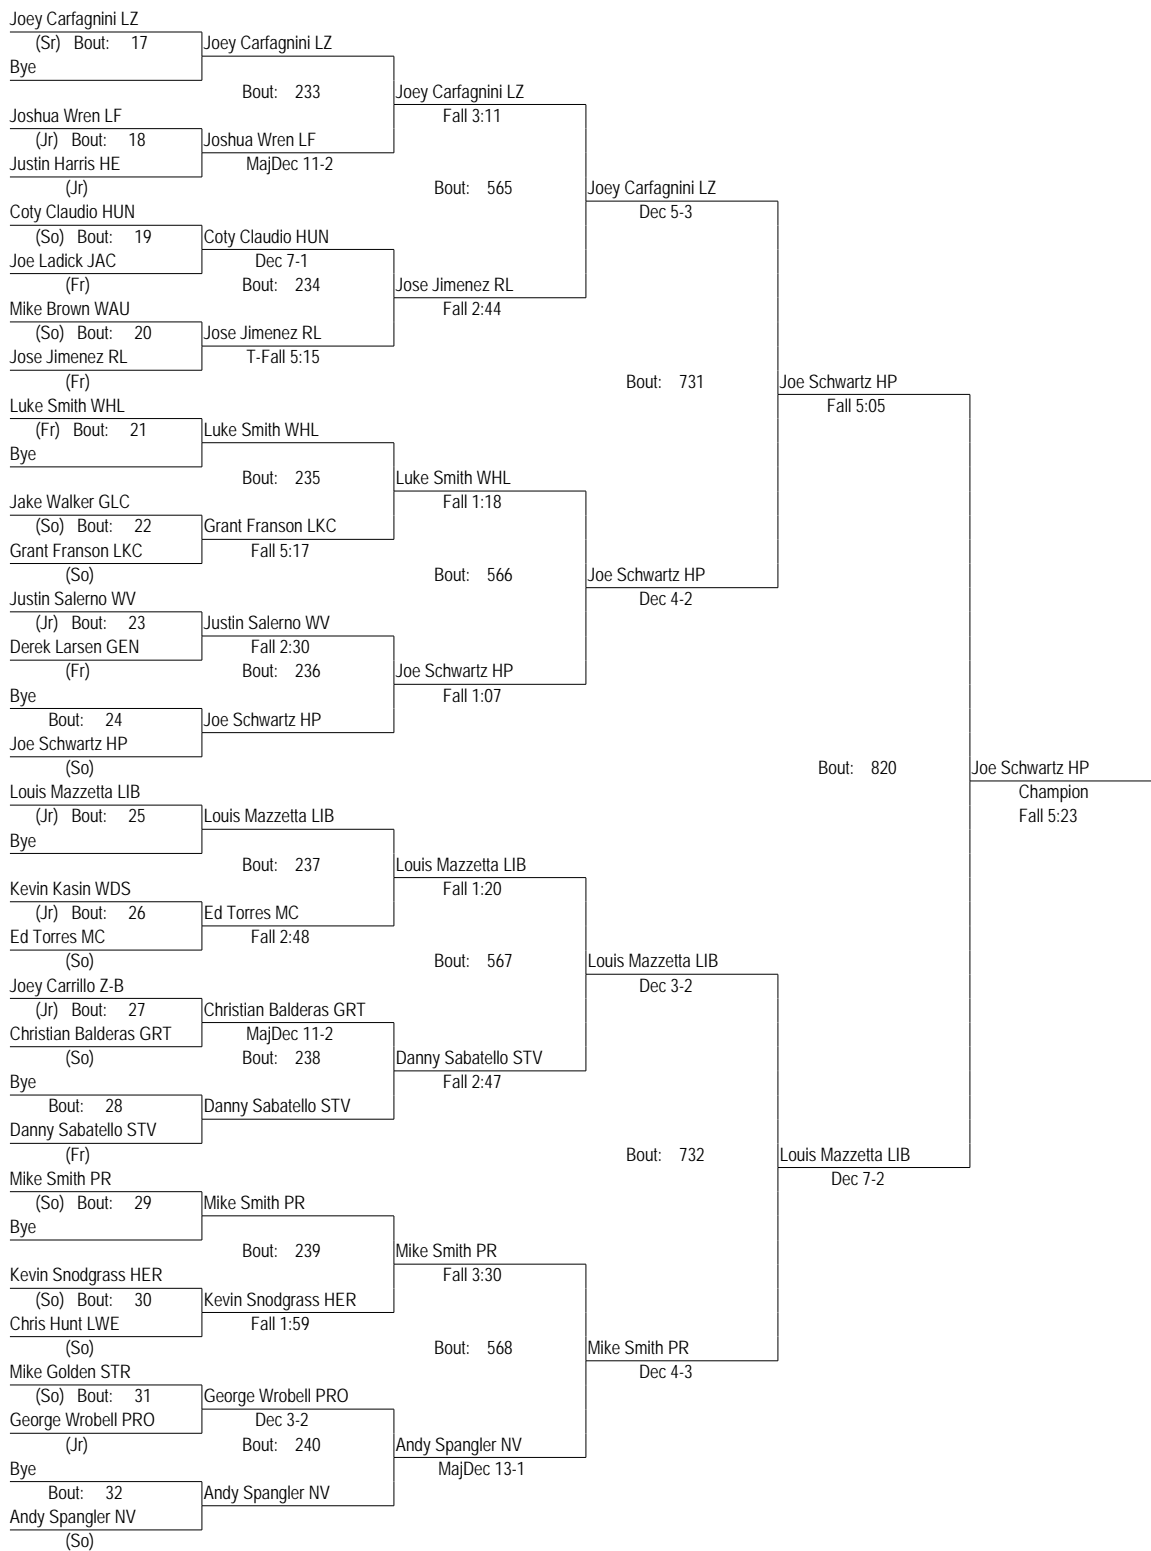 Joey Carfagnini LZ
(Sr) Bout: 17
Joey Carfagnini LZ
Bye
Bout: 233
Joey Carfagnini LZ
Joshua Wren LF
Fall 3:11
(Jr) Bout: 18
Joshua Wren LF
Justin Harris HE
MajDec 11-2
(Jr)
Bout: 565
Joey Carfagnini LZ
Coty Claudio HUN
Dec 5-3
(So) Bout: 19
Coty Claudio HUN
Joe Ladick JAC
Dec 7-1
(Fr)
Bout: 234
Jose Jimenez RL
Mike Brown WAU
Fall 2:44
(So) Bout: 20
Jose Jimenez RL
Jose Jimenez RL
T-Fall 5:15
(Fr)
Bout: 731
Joe Schwartz HP
Luke Smith WHL
Fall 5:05
(Fr) Bout: 21
Luke Smith WHL
Bye
Bout: 235
Luke Smith WHL
Jake Walker GLC
Fall 1:18
(So) Bout: 22
Grant Franson LKC
Grant Franson LKC
Fall 5:17
(So)
Bout: 566
Joe Schwartz HP
Justin Salerno WV
Dec 4-2
(Jr) Bout: 23
Justin Salerno WV
Derek Larsen GEN
Fall 2:30
(Fr)
Bout: 236
Joe Schwartz HP
Bye
Fall 1:07
Bout: 24
Joe Schwartz HP
Joe Schwartz HP
(So)
Bout: 820
Joe Schwartz HP
Louis Mazzetta LIB
Champion
(Jr) Bout: 25
Louis Mazzetta LIB
Fall 5:23
Bye
Bout: 237
Louis Mazzetta LIB
Kevin Kasin WDS
Fall 1:20
(Jr) Bout: 26
Ed Torres MC
Ed Torres MC
Fall 2:48
(So)
Bout: 567
Louis Mazzetta LIB
Joey Carrillo Z-B
Dec 3-2
(Jr) Bout: 27
Christian Balderas GRT
Christian Balderas GRT
MajDec 11-2
(So)
Bout: 238
Danny Sabatello STV
Bye
Fall 2:47
Bout: 28
Danny Sabatello STV
Danny Sabatello STV
(Fr)
Bout: 732
Louis Mazzetta LIB
Mike Smith PR
Dec 7-2
(So) Bout: 29
Mike Smith PR
Bye
Bout: 239
Mike Smith PR
Kevin Snodgrass HER
Fall 3:30
(So) Bout: 30
Kevin Snodgrass HER
Chris Hunt LWE
Fall 1:59
(So)
Bout: 568
Mike Smith PR
Mike Golden STR
Dec 4-3
(So) Bout: 31
George Wrobell PRO
George Wrobell PRO
Dec 3-2
(Jr)
Bout: 240
Andy Spangler NV
Bye
MajDec 13-1
Bout: 32
Andy Spangler NV
Andy Spangler NV
(So)